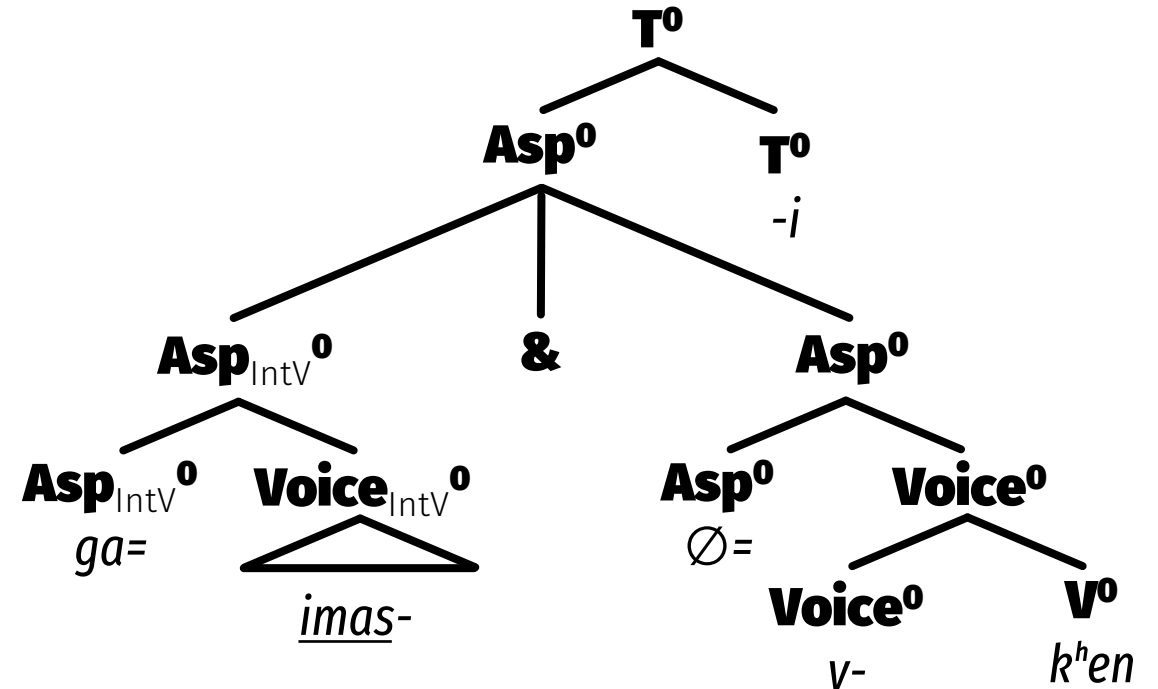 T⁰
Asp⁰ T⁰
-i
Asp_IntV⁰ & Asp⁰
Asp_IntV⁰ Voice_IntV⁰ Asp⁰ Voice⁰
ga= ∅=
imas- Voice⁰ V⁰
v- kʰen